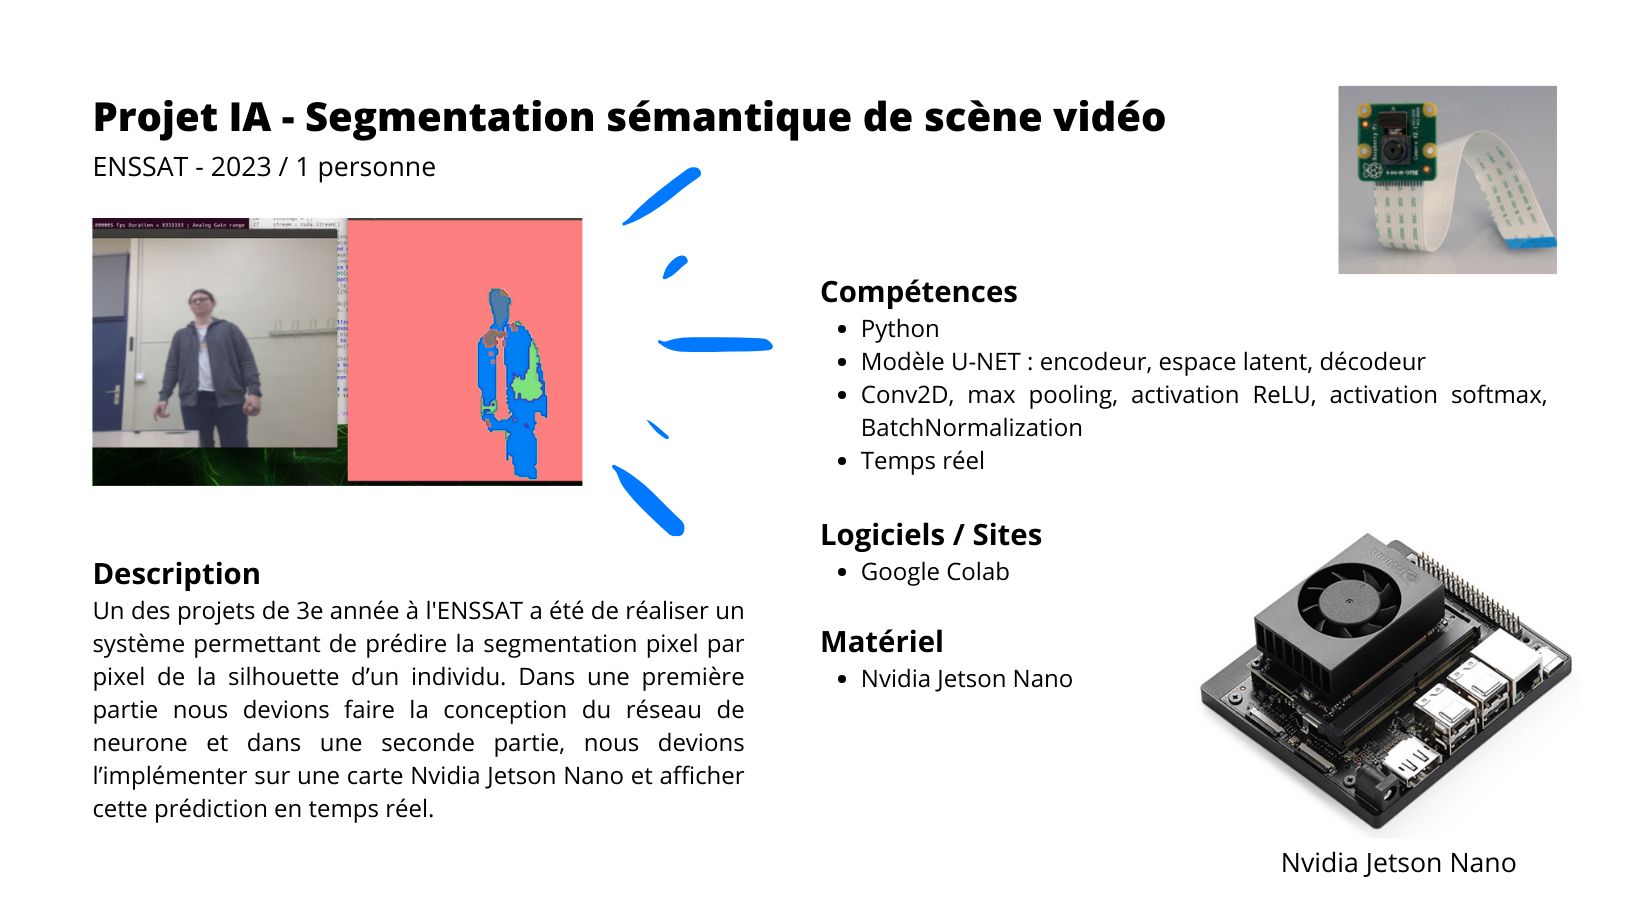 Projet IA - Segmentation sémantique de scène vidéo
ENSSAT - 2023 / 1 personne
Compétences
Python
Modèle U-NET : encodeur, espace latent, décodeur
Conv2D, max pooling, activation ReLU, activation softmax,
BatchNormalization
Temps réel
Logiciels / Sites
Google Colab
Matériel
Nvidia Jetson Nano
Description
Un des projets de 3e année à l'ENSSAT a été de réaliser un
système permettant de prédire la segmentation pixel par
pixel de la silhouette d’un individu. Dans une première
partie nous devions faire la conception du réseau de
neurone et dans une seconde partie, nous devions
l’implémenter sur une carte Nvidia Jetson Nano et afficher
cette prédiction en temps réel.
Nvidia Jetson Nano